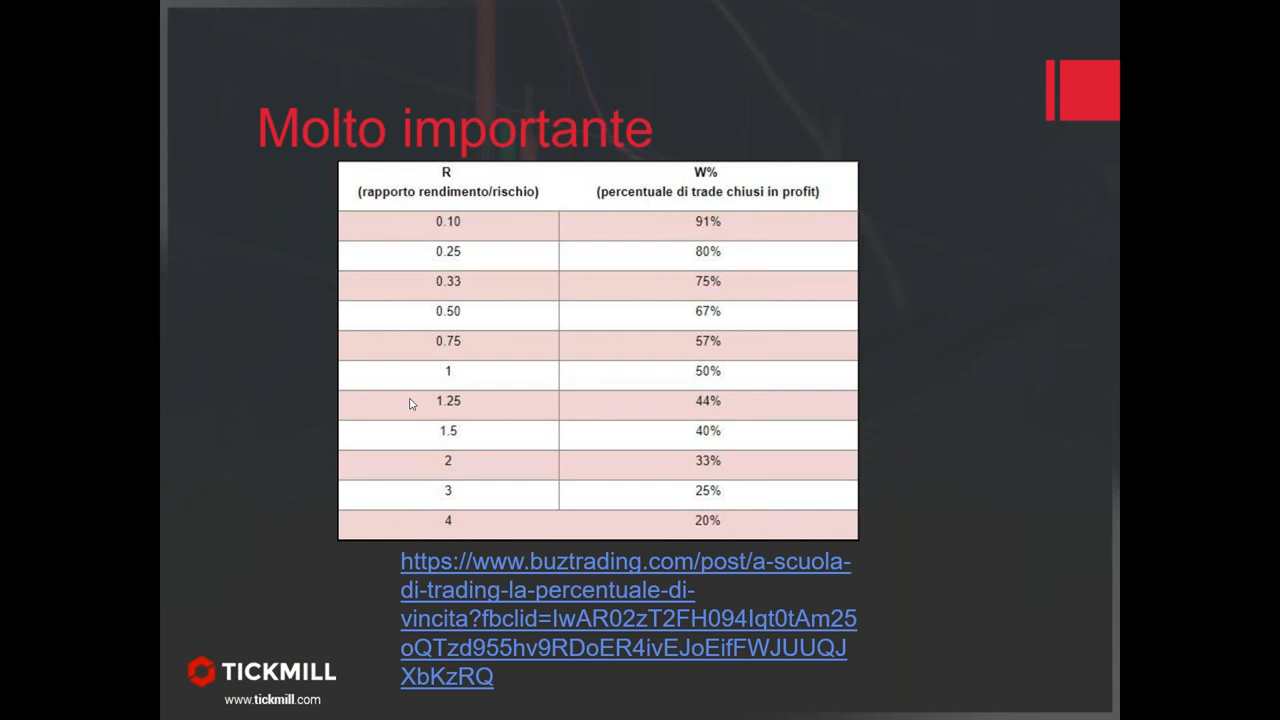 Molto importante
R W%
(rapporto rendimento/rischio) (percentuale di trade chiusi in profit)
0.10 91%
0.25 80%
0.33 75%
0.50 67%
0.75 57%
1 50%
1.25 44%
1.5 40%
2 33%
3 25%
4 20%
https://www.buztrading.com/post/a-scuola-
di-trading-la-percentuale-di-
vincita?fbclid=IwAR02zT2FH094Iqt0tAm25
oQTzd955hv9RDoER4ivEJoEifFWJUUQJ
XbKzRQ
TICKMILL
www.tickmill.com